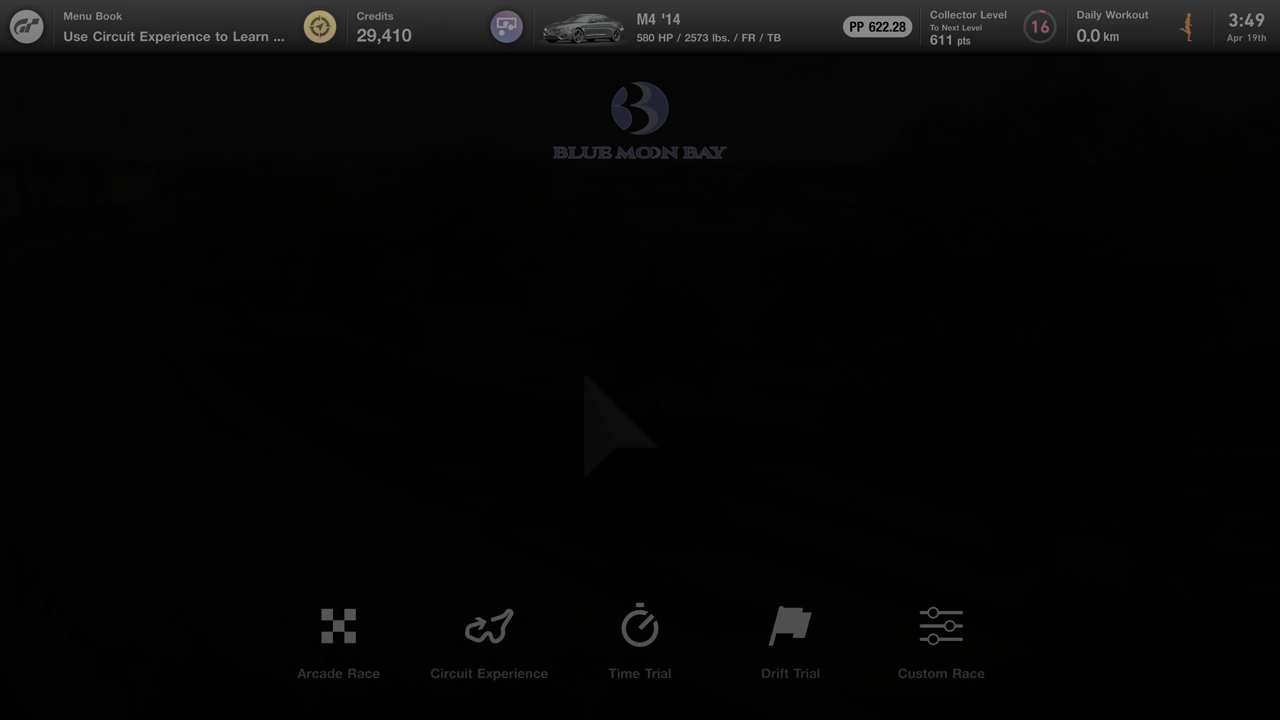 Menu Book
Use Circuit Experience to Learn ...
Credits
29,410
M4 '14
580 HP / 2573 lbs. / FR / TB
PP 622.28
Collector Level
To Next Level
611 pts
16
Daily Workout
0.0 km
3:49
Apr 19th
BLUE MOON BAY
Arcade Race
Circuit Experience
Time Trial
Drift Trial
Custom Race